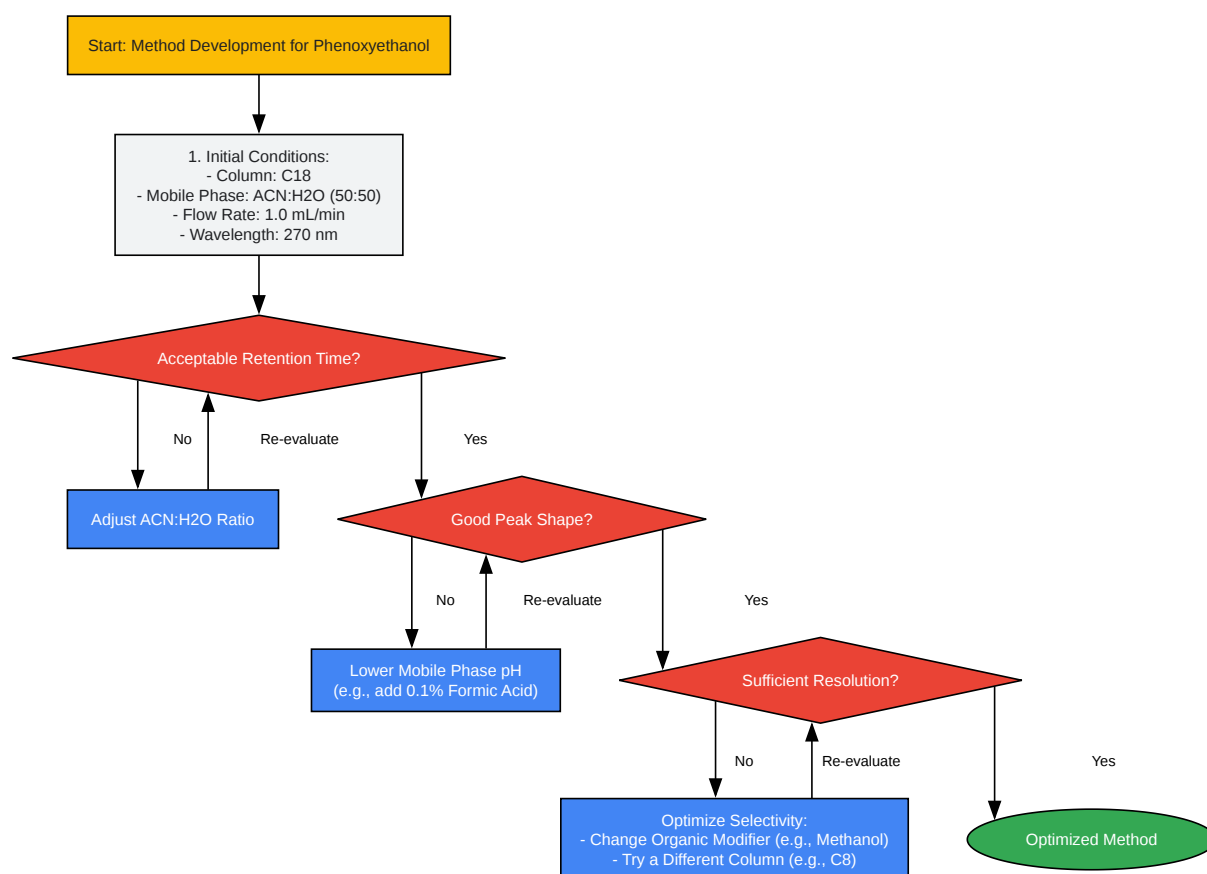 Start: Method Development for Phenoxyethanol
1. Initial Conditions:
- Column: C18
- Mobile Phase: ACN:H2O (50:50)
- Flow Rate: 1.0 mL/min
- Wavelength: 270 nm
Acceptable Retention Time?
No
Re-evaluate
Yes
Adjust ACN:H2O Ratio
Good Peak Shape?
No
Re-evaluate
Yes
Lower Mobile Phase pH
(e.g., add 0.1% Formic Acid)
Sufficient Resolution?
No
Re-evaluate
Yes
Optimize Selectivity:
- Change Organic Modifier (e.g., Methanol)
- Try a Different Column (e.g., C8)
Optimized Method